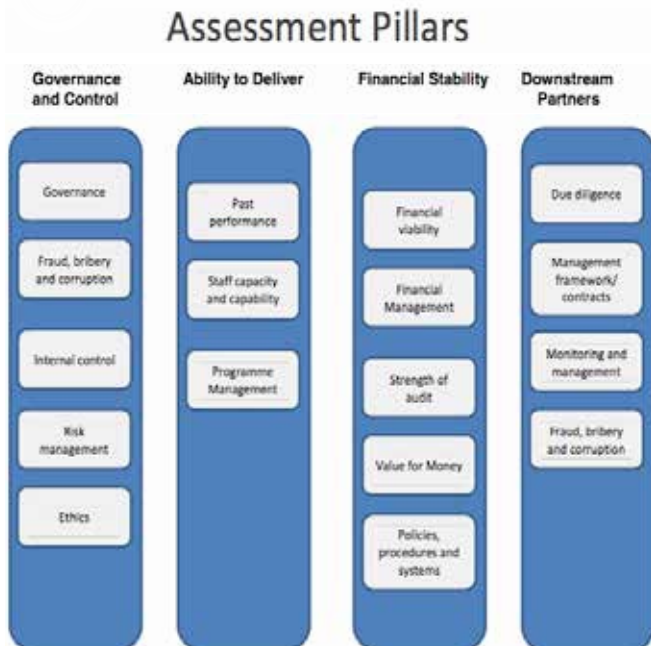 Assessment Pillars
Governance
and Control
Ability to Deliver
Financial Stability
Downstream
Partners
Governance
Fraud, bribery
and corruption
Internal control
Risk
management
Ethics
Past
performance
Staff capacity
and capability
Programme
Management
Financial
viability
Financial
Management
Strength of
audit
Value for Money
Policies,
procedures and
systems
Due diligence
Management
framework/
contracts
Monitoring and
management
Fraud, bribery
and corruption